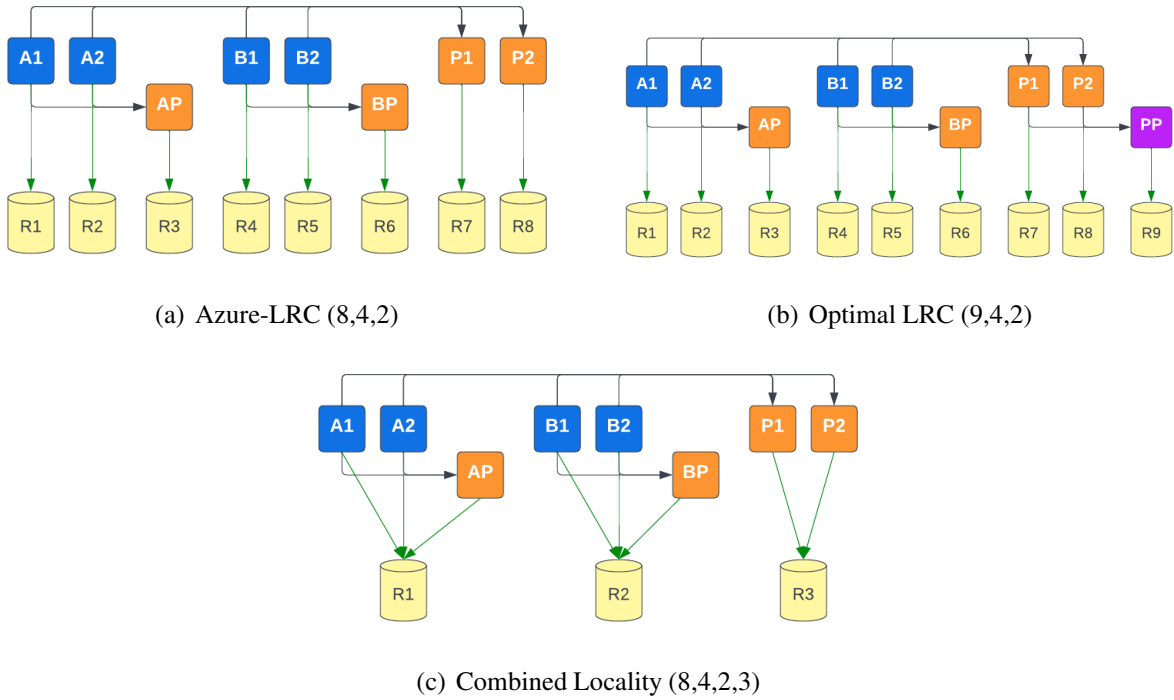 A1 A2 B1 B2 P1 P2
AP BP
R1 R2 R3 R4 R5 R6 R7 R8
(a) Azure-LRC (8,4,2)
A1 A2 B1 B2 P1 P2
AP BP PP
R1 R2 R3 R4 R5 R6 R7 R8 R9
(b) Optimal LRC (9,4,2)
A1 A2 B1 B2 P1 P2
AP BP
R1 R2 R3
(c) Combined Locality (8,4,2,3)